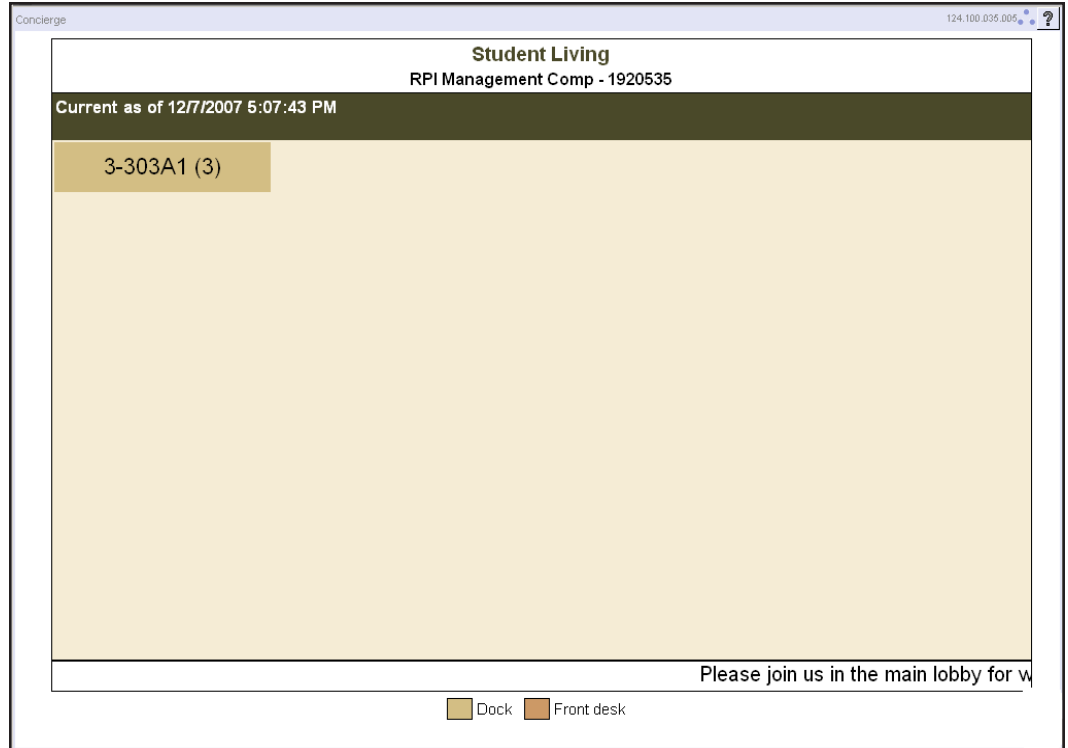 Concierge
124.100.035.005
?
Student Living
RPI Management Comp - 1920535
Current as of 12/7/2007 5:07:43 PM
3-303A1 (3)
Please join us in the main lobby for w
Dock
Front desk